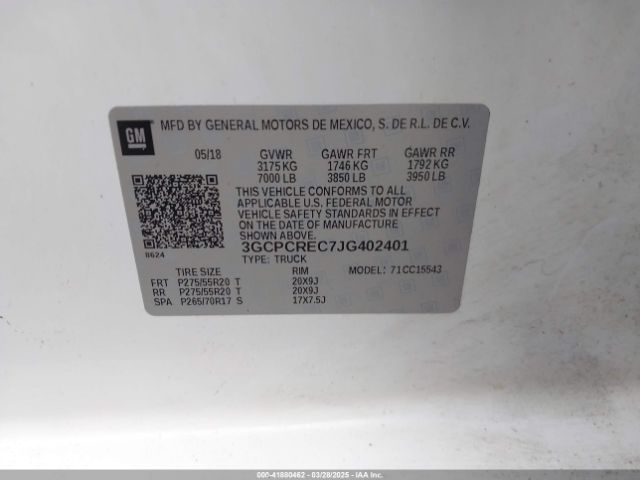 GM
MFD BY GENERAL MOTORS DE MEXICO, S. DE R.L. DE C.V.
05/18 GVWR GAWR FRT GAWR RR
3175 KG 1746 KG 1792 KG
7000 LB 3850 LB 3950 LB
THIS VEHICLE CONFORMS TO ALL
APPLICABLE U.S. FEDERAL MOTOR
VEHICLE SAFETY STANDARDS IN EFFECT
ON THE DATE OF MANUFACTURE
SHOWN ABOVE.
8624
3GCPCREC7JG402401
TYPE: TRUCK MODEL: 71CC15543
TIRE SIZE RIM
FRT P275/55R20 T 20X9J
RR P275/55R20 T 20X9J
SPA P265/70R17 S 17X7.5J
000-41880462 - 03/28/2025 - IAA Inc. (C)